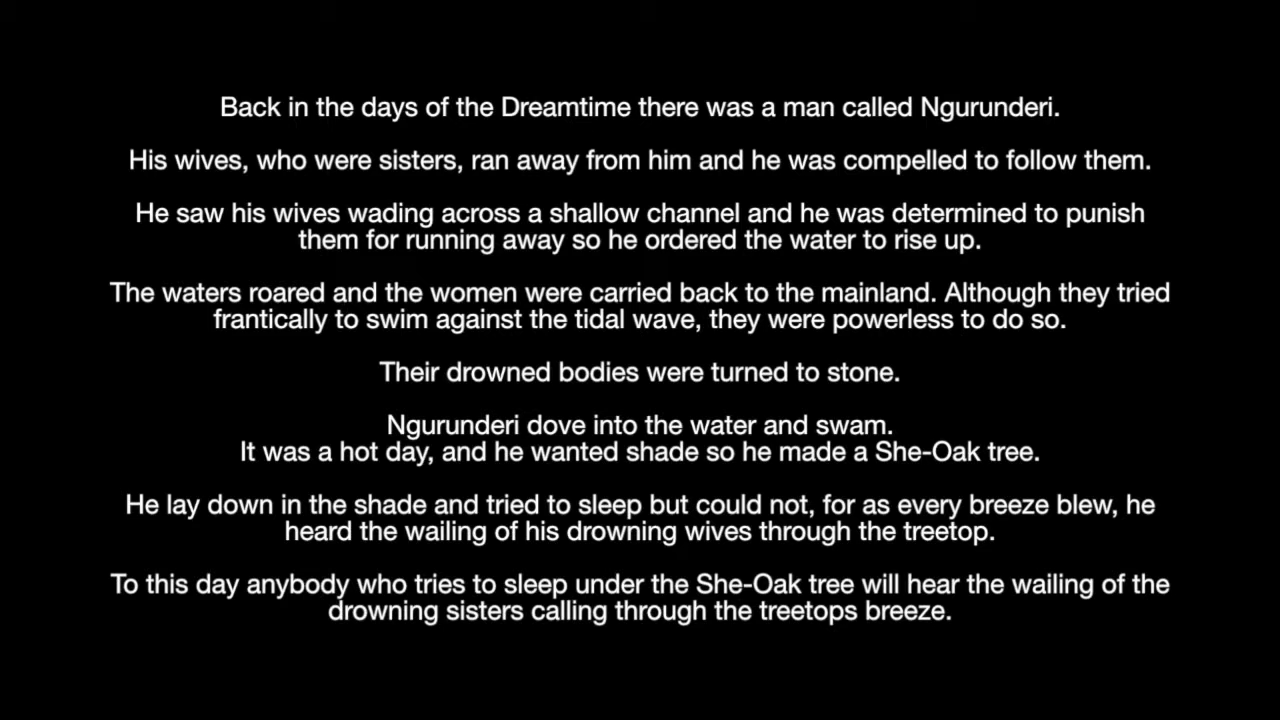 Back in the days of the Dreamtime there was a man called Ngurunderi.
His wives, who were sisters, ran away from him and he was compelled to follow them.
He saw his wives wading across a shallow channel and he was determined to punish
them for running away so he ordered the water to rise up.
The waters roared and the women were carried back to the mainland. Although they tried
frantically to swim against the tidal wave, they were powerless to do so.
Their drowned bodies were turned to stone.
Ngurunderi dove into the water and swam.
It was a hot day, and he wanted shade so he made a She-Oak tree.
He lay down in the shade and tried to sleep but could not, for as every breeze blew, he
heard the wailing of his drowning wives through the treetop.
To this day anybody who tries to sleep under the She-Oak tree will hear the wailing of the
drowning sisters calling through the treetops breeze.